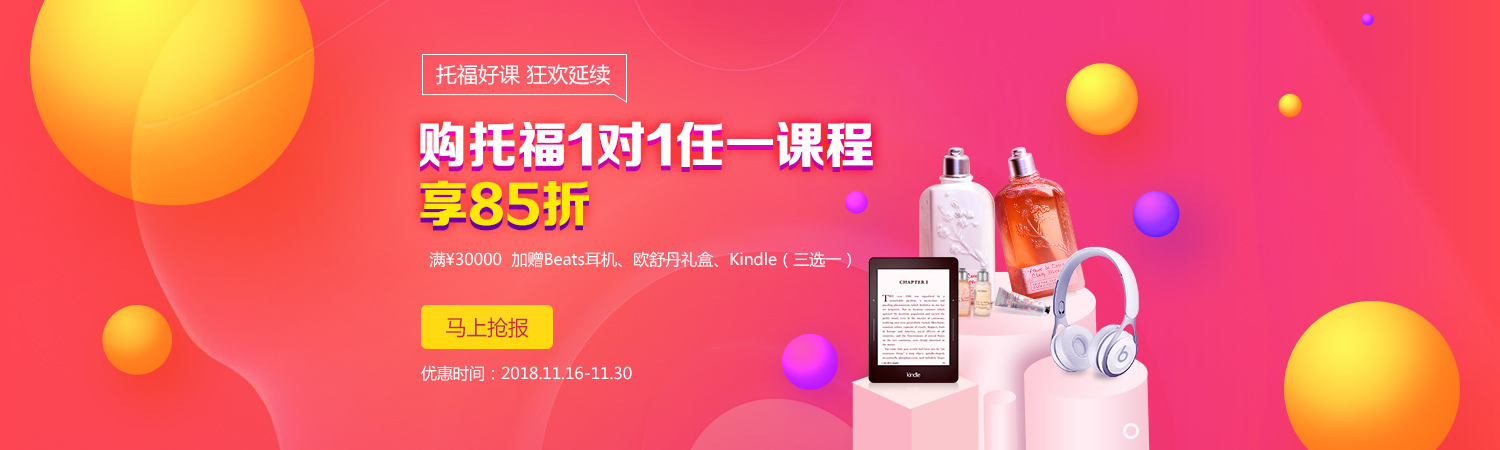 托福好课 狂欢延续
购托福1对1任一课程
享85折
满¥30000 加赠Beats耳机、欧舒丹礼盒、Kindle（三选一）
马上抢报
优惠时间：2018.11.16-11.30
CHAPTER I
kindle